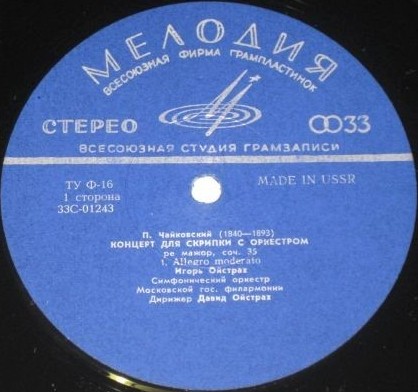 МЕЛОДИЯ
ВСЕСОЮЗНАЯ ФИРМА ГРАМПЛАСТИНОК
СТЕРЕО
33
ВСЕСОЮЗНАЯ СТУДИЯ ГРАМЗАПИСИ
ТУ Ф-16
MADE IN USSR
1 сторона
33С-01243
П. Чайковский (1840—1893)
КОНЦЕРТ ДЛЯ СКРИПКИ С ОРКЕСТРОМ
ре мажор, соч. 35
1. Allegro moderato
Игорь Ойстрах
Симфонический оркестр
Московской гос. филармонии
Дирижер Давид Ойстрах